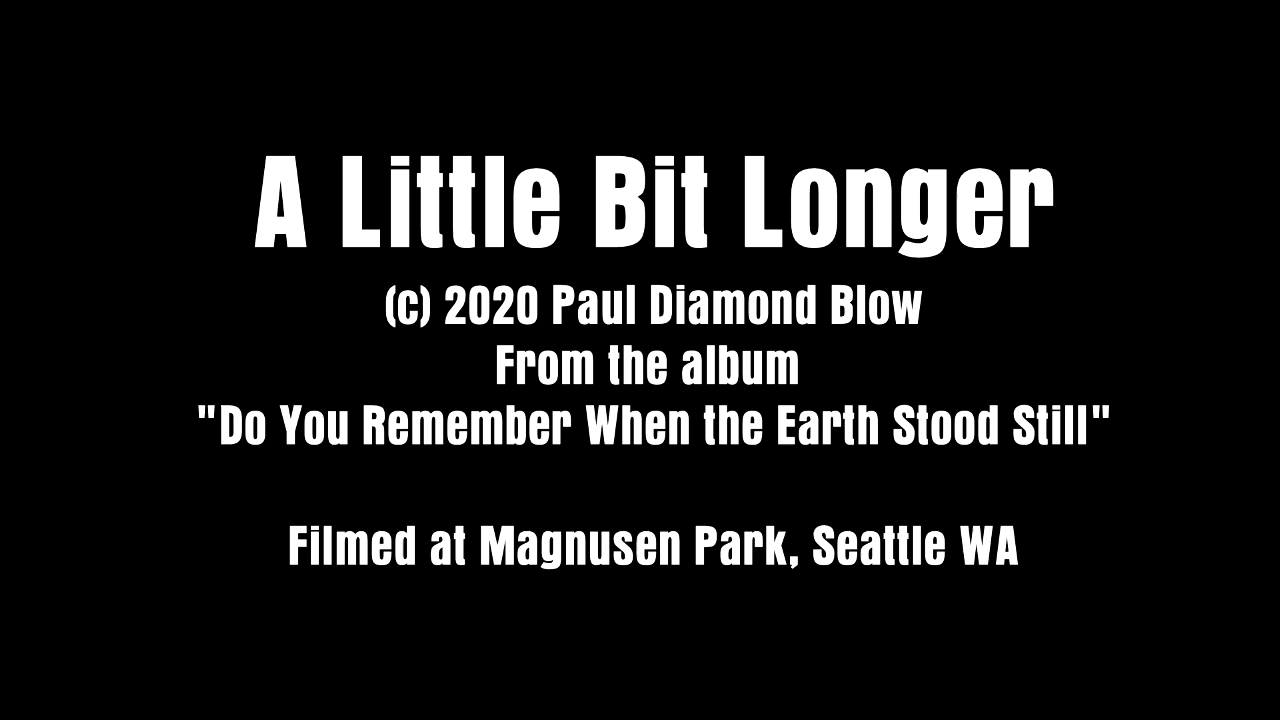 A Little Bit Longer
(c) 2020 Paul Diamond Blow
From the album
"Do You Remember When the Earth Stood Still"
Filmed at Magnusen Park, Seattle WA